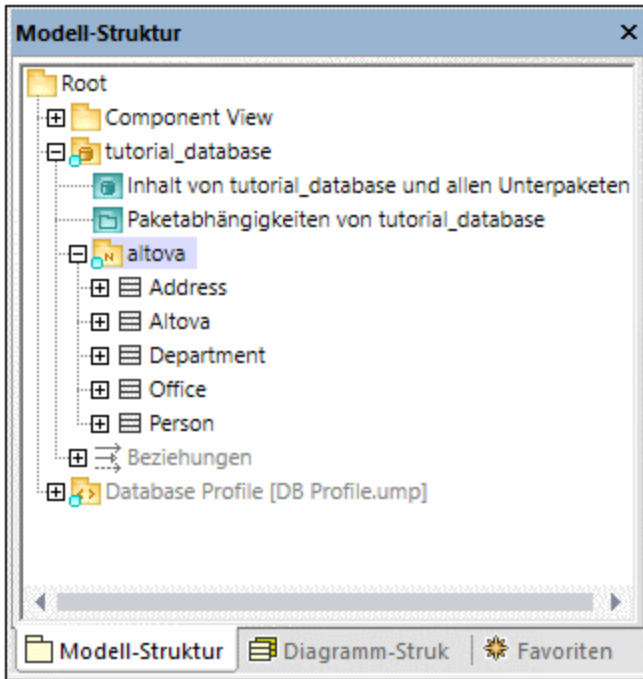 Modell-Struktur
Root
Component View
tutorial_database
Inhalt von tutorial_database und allen Unterpaketen
Paketabhängigkeiten von tutorial_database
altova
Address
Altova
Department
Office
Person
Beziehungen
Database Profile [DB Profile.ump]
Modell-Struktur Diagramm-Struk Favoriten